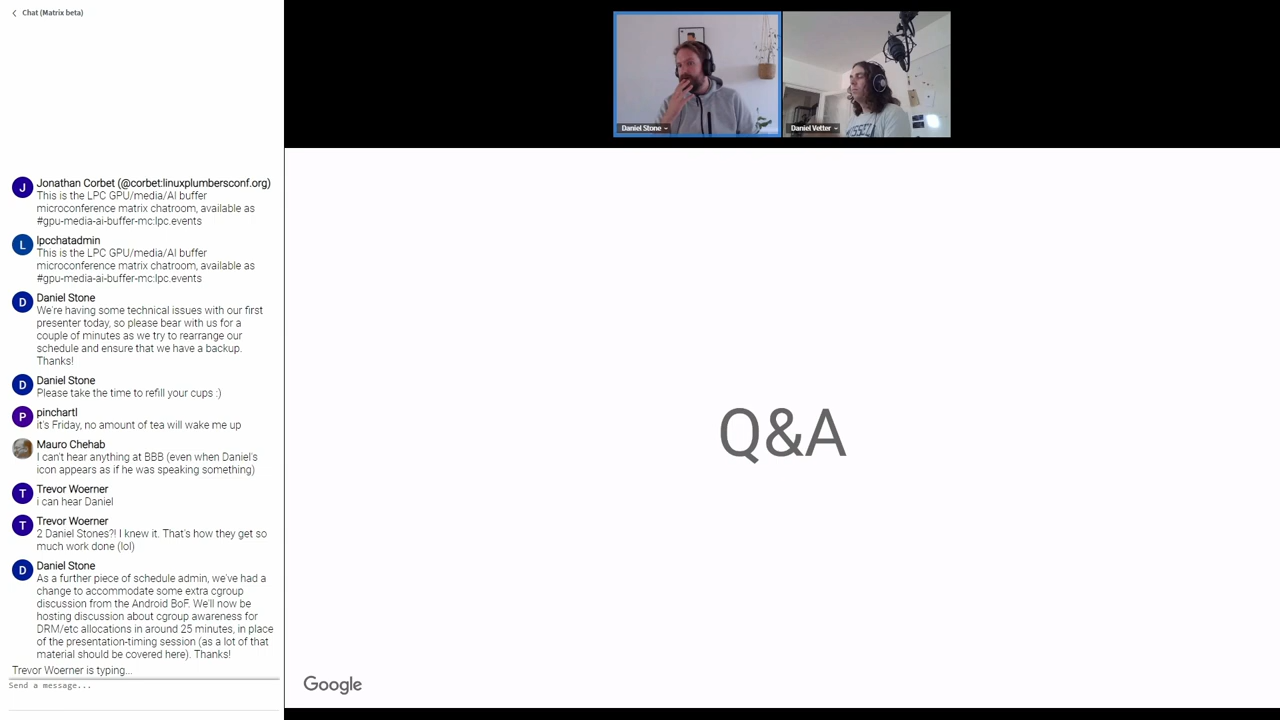 Chat (Matrix beta)
Daniel Stone
Daniel Vetter
J
Jonathan Corbet (@corbet:linuxplumbersconf.org)
This is the LPC GPU/media/AI buffer
microconference matrix chatroom, available as
#gpu-media-ai-buffer-mc:lpc.events
L
lpcchatadmin
This is the LPC GPU/media/AI buffer
microconference matrix chatroom, available as
#gpu-media-ai-buffer-mc:lpc.events
D
Daniel Stone
We're having some technical issues with our first
presenter today, so please bear with us for a
couple of minutes as we try to rearrange our
schedule and ensure that we have a backup.
Thanks!
D
Daniel Stone
Please take the time to refill your cups :)
P
pinchartl
it's Friday, no amount of tea will wake me up
Mauro Chehab
I can't hear anything at BBB (even when Daniel's
icon appears as if he was speaking something)
T
Trevor Woerner
i can hear Daniel
T
Trevor Woerner
2 Daniel Stones?! I knew it. That's how they get so
much work done (lol)
D
Daniel Stone
As a further piece of schedule admin, we've had a
change to accommodate some extra cgroup
discussion from the Android BoF. We'll now be
hosting discussion about cgroup awareness for
DRM/etc allocations in around 25 minutes, in place
of the presentation-timing session (as a lot of that
material should be covered here). Thanks!
Trevor Woerner is typing...
Send a message...
Q&A
Google